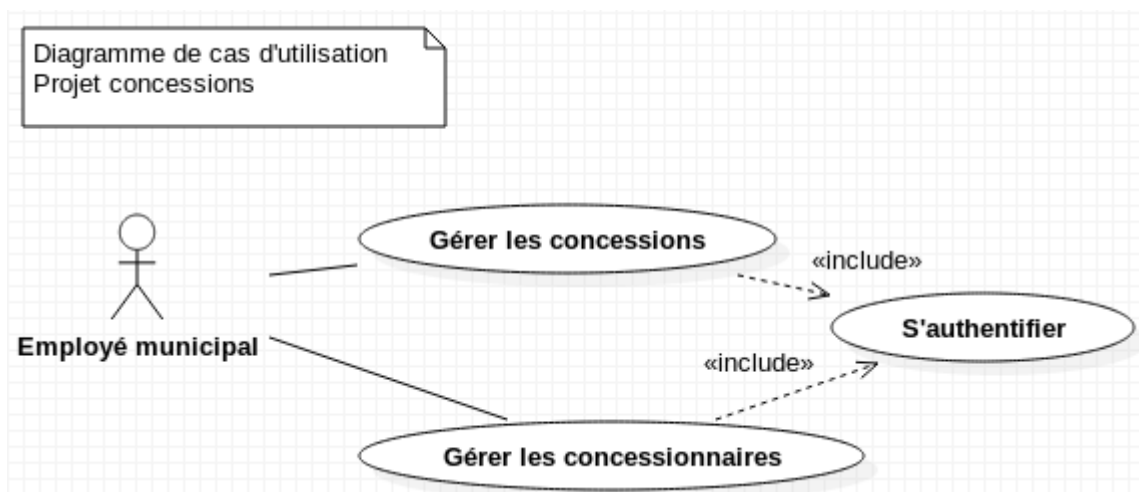 Diagramme de cas d'utilisation
Projet concessions
Gérer les concessions
«include»
S'authentifier
Employé municipal
«include»
Gérer les concessionnaires